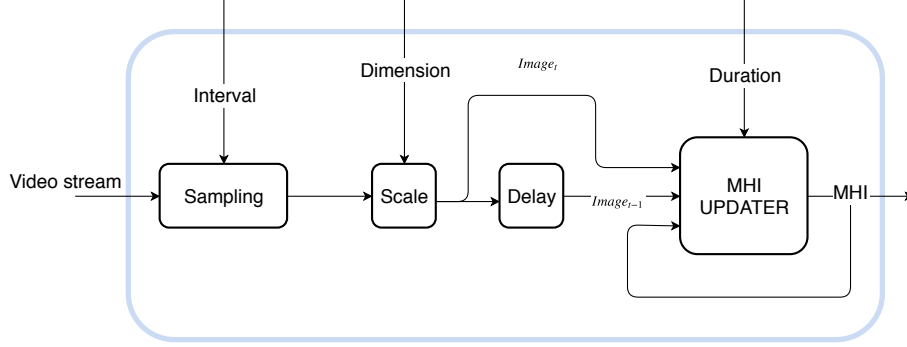 Image_t
Dimension
Duration
Interval
Video stream
Sampling
Scale
Delay
Image_{t-1}
MHI
UPDATER
MHI